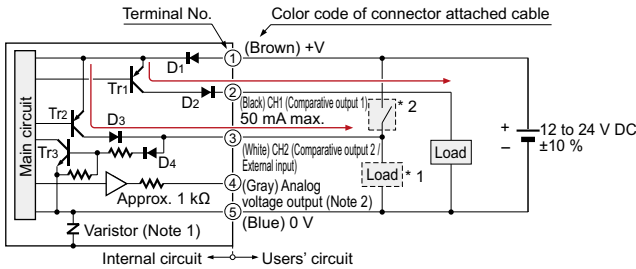 Terminal No.
Color code of connector attached cable
1
(Brown) +V
D1
Tr1
2
D2
(Black) CH1 (Comparative output 1)
50 mA max.
* 2
Main circuit
Tr2
D3
3
Tr3
D4
(White) CH2 (Comparative output 2 /
External input)
Load
* 1
Load
+
−
12 to 24 V DC
±10 %
4
(Gray) Analog
voltage output (Note 2)
Approx. 1 kΩ
5
(Blue) 0 V
Z
Varistor (Note 1)
Internal circuit
Users' circuit